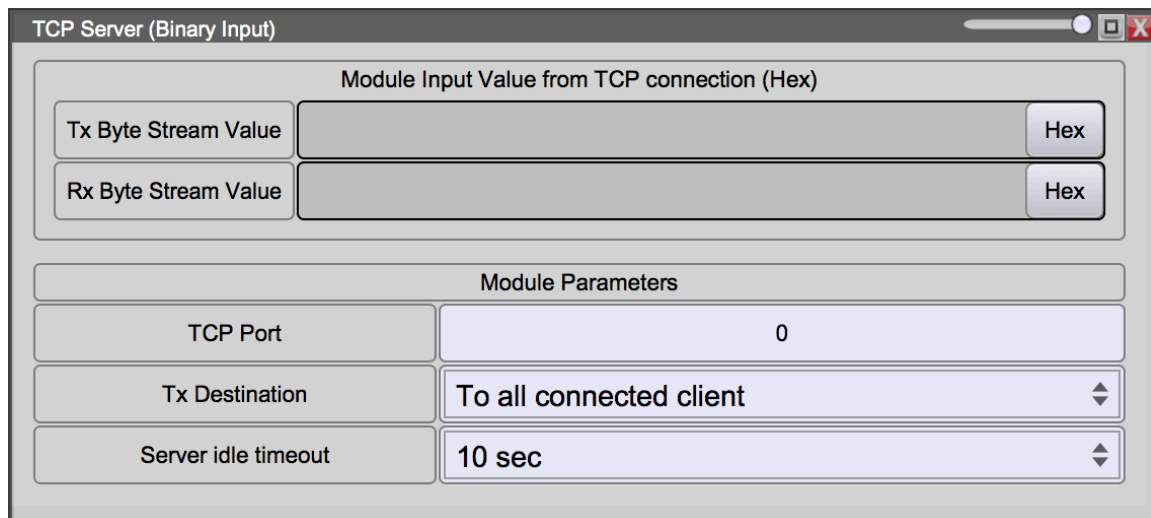 TCP Server (Binary Input)
X
Module Input Value from TCP connection (Hex)
Tx Byte Stream Value
Hex
Rx Byte Stream Value
Hex
Module Parameters
TCP Port
0
Tx Destination
To all connected client
Server idle timeout
10 sec